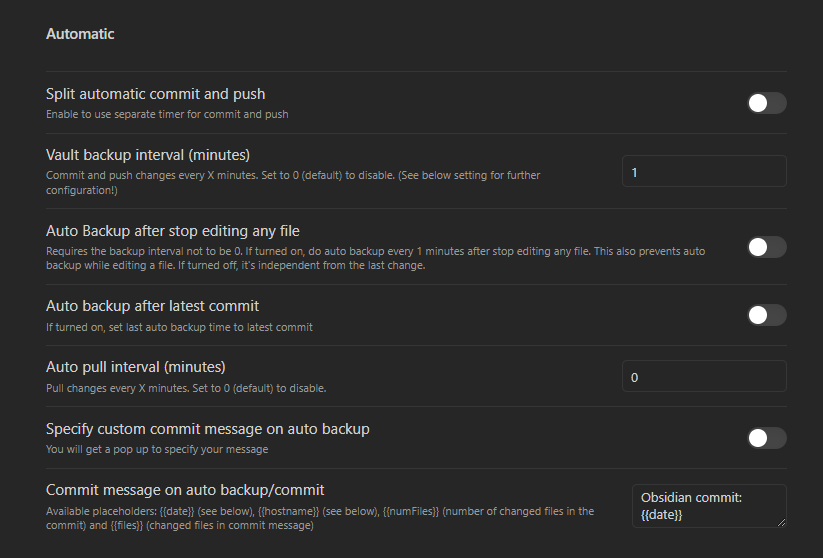 Automatic
Split automatic commit and push
Enable to use separate timer for commit and push
Vault backup interval (minutes)
Commit and push changes every X minutes. Set to 0 (default) to disable. (See below setting for further
configuration!)
1
Auto Backup after stop editing any file
Requires the backup interval not to be 0. If turned on, do auto backup every 1 minutes after stop editing any file. This also prevents auto
backup while editing a file. If turned off, it's independent from the last change.
Auto backup after latest commit
If turned on, set last auto backup time to latest commit
Auto pull interval (minutes)
Pull changes every X minutes. Set to 0 (default) to disable.
0
Specify custom commit message on auto backup
You will get a pop up to specify your message
Commit message on auto backup/commit
Available placeholders: {{date}} (see below), {{hostname}} (see below), {{numFiles}} (number of changed files in the
commit) and {{files}} (changed files in commit message)
Obsidian commit:
{{date}}